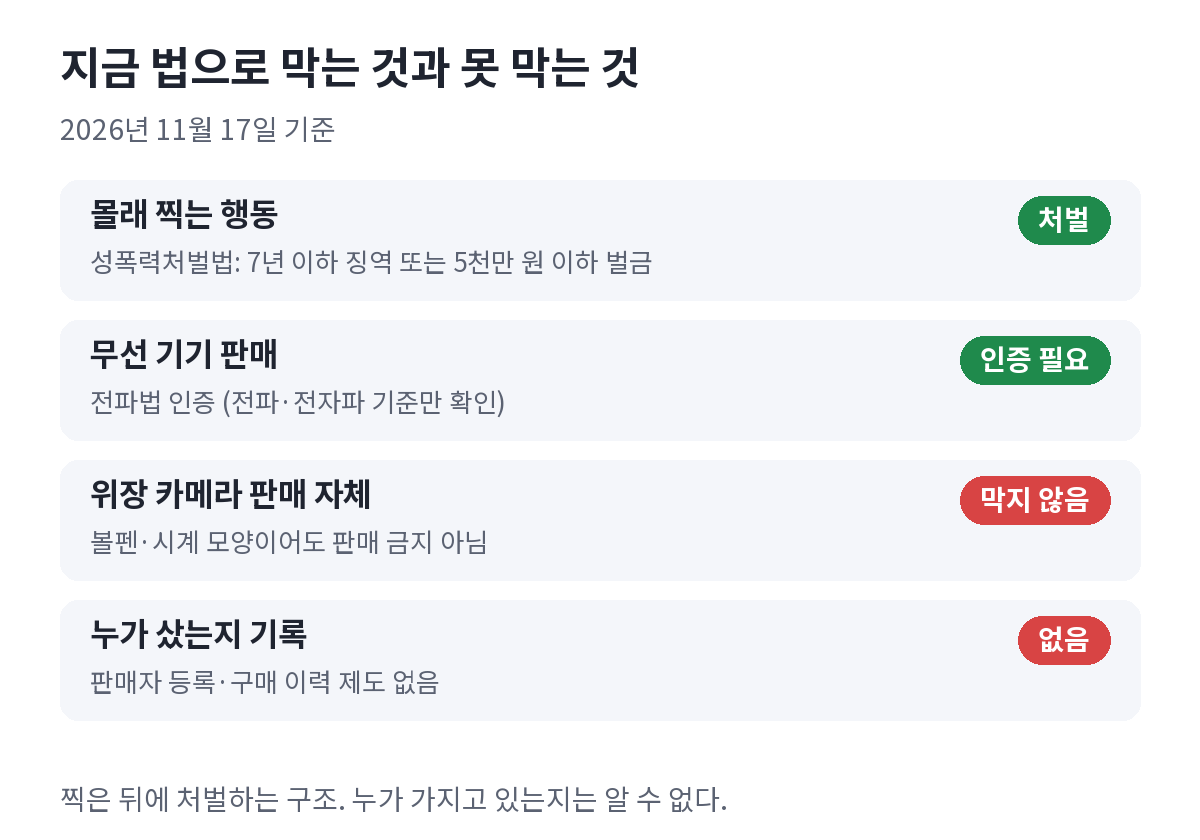 지금 법으로 막는 것과 못 막는 것
2026년 11월 17일 기준
몰래 찍는 행동
처벌
성폭력처벌법: 7년 이하 징역 또는 5천만 원 이하 벌금
무선 기기 판매
인증 필요
전파법 인증 (전파·전자파 기준만 확인)
위장 카메라 판매 자체
막지 않음
볼펜·시계 모양이어도 판매 금지 아님
누가 샀는지 기록
없음
판매자 등록·구매 이력 제도 없음
찍은 뒤에 처벌하는 구조. 누가 가지고 있는지는 알 수 없다.